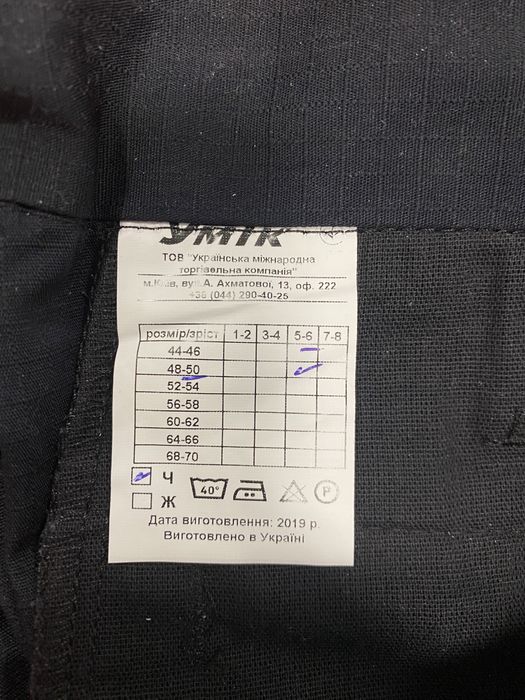 УМТК
ТОВ "Українська міжнародна
торгівельна компанія"
м.Київ, вул.А. Ахматової, 13, оф. 222
+38 (044) 290-40-25
розмір/зріст 1-2 3-4 5-6 7-8
44-46
48-50
52-54
56-58
60-62
64-66
68-70
Ч
40°
P
Ж
Дата виготовлення: 2019 р.
Виготовлено в Україні